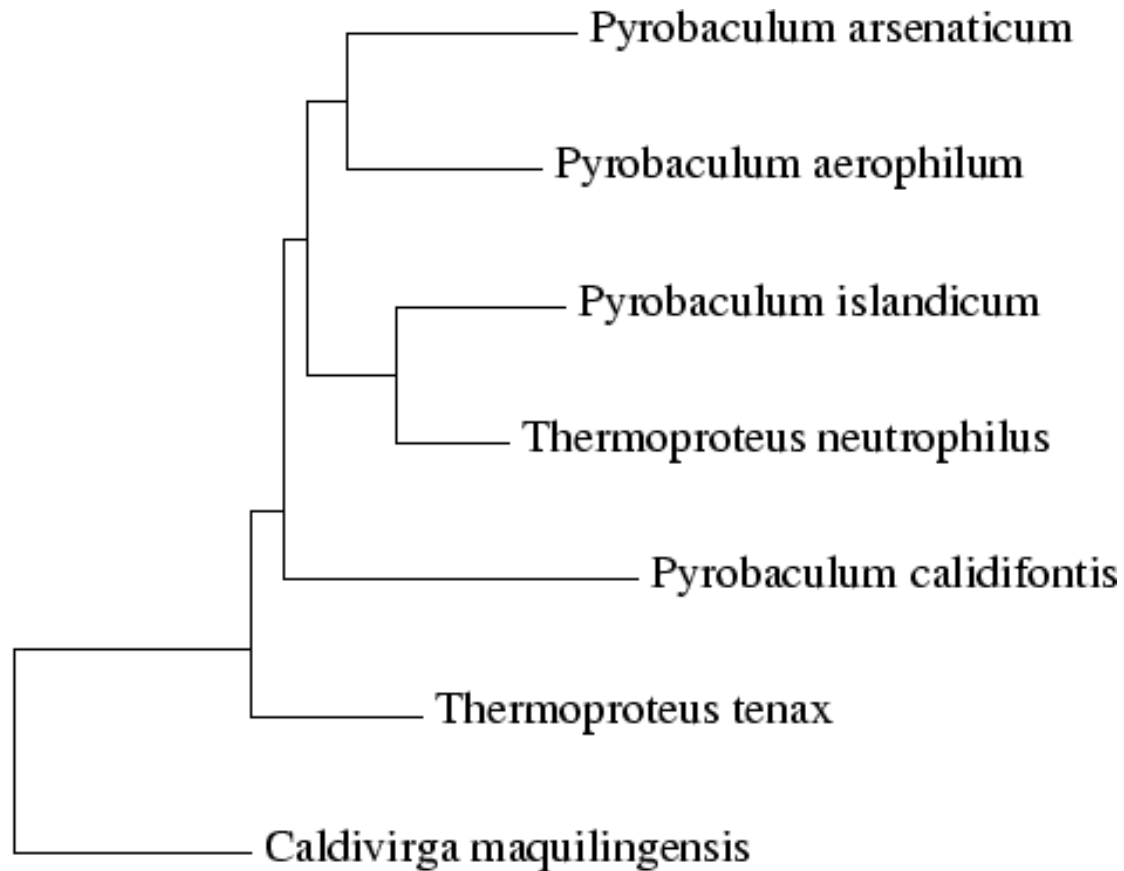 Pyrobaculum arsenaticum
Pyrobaculum aerophilum
Pyrobaculum islandicum
Thermoproteus neutrophilus
Pyrobaculum calidifontis
Thermoproteus tenax
Caldivirga maquilingensis